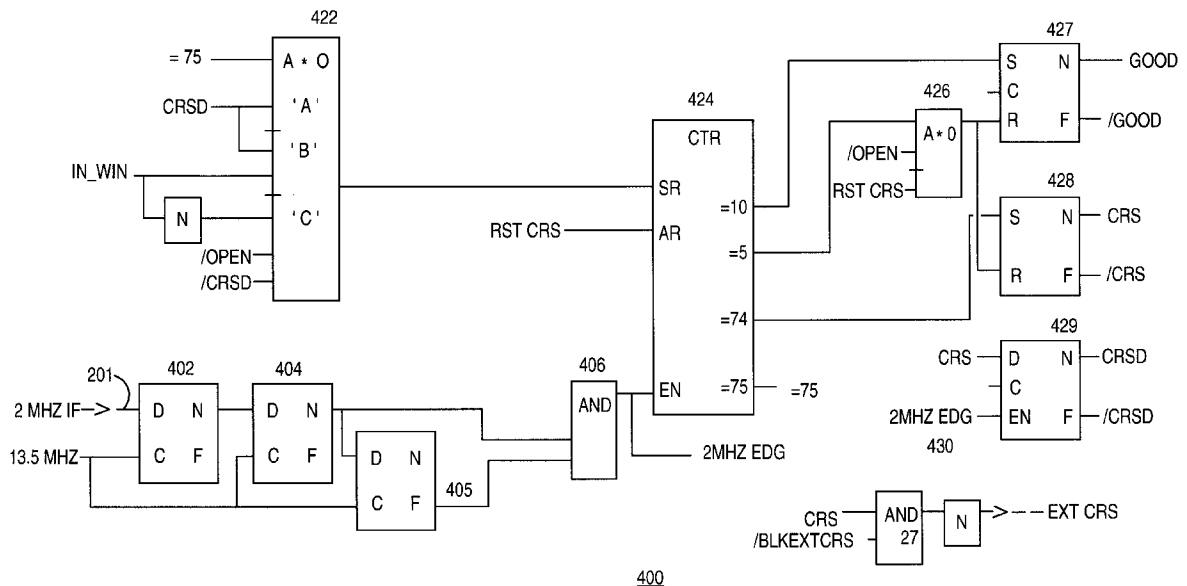 422
= 75
A * O
CRSD
'A'
'B'
IN_WIN
N
'C'
/OPEN
/CRSD
RST CRS
424
CTR
SR
AR
=10
=5
=74
=75
EN
= 75
426
A * O
/OPEN
RST CRS
427
S N
C
R F
GOOD
/GOOD
428
S N
R F
CRS
/CRS
429
CRS
D N
CRSD
C
2MHZ EDG
EN F
/CRSD
430
201
402
404
406
2 MHZ IF
D N
D N
AND
13.5 MHZ
C F
C F
D N
C F
405
2MHZ EDG
CRS
/BLKEXTCRS
AND
27
N
EXT CRS
400